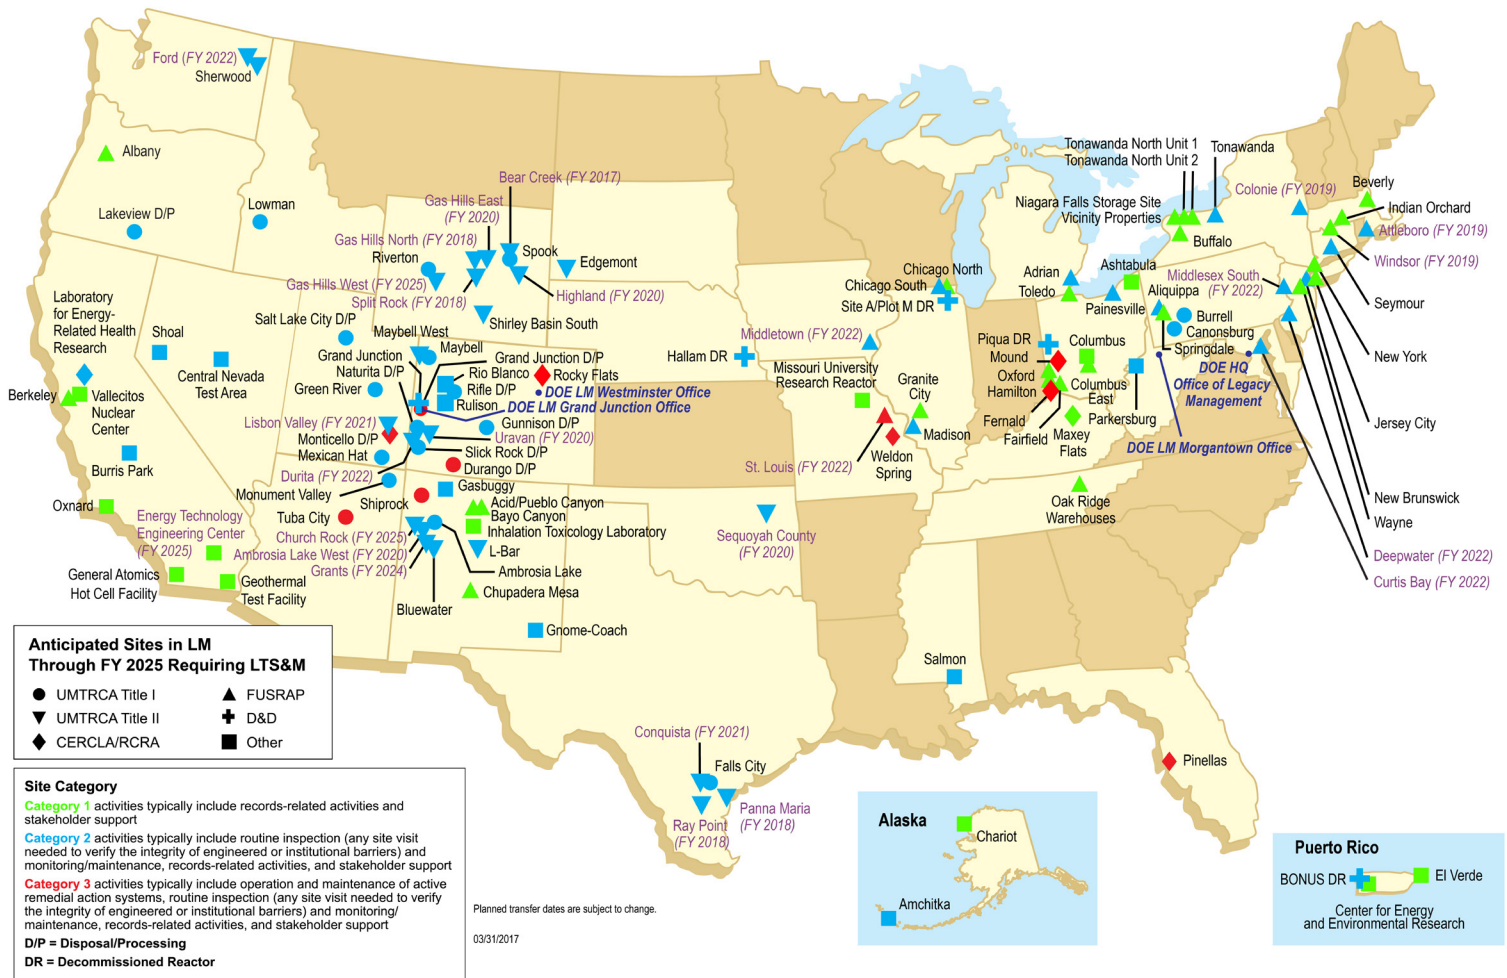 Ford (FY 2022)
Sherwood
Albany
Lakeview D/P
Lowman
Bear Creek (FY 2017)
Gas Hills East
(FY 2020)
Gas Hills North (FY 2018)
Riverton
Spook
Edgemont
Gas Hills West (FY 2025)
Split Rock (FY 2018)
Highland (FY 2020)
Shirley Basin South
Laboratory
for Energy-
Related Health
Research
Shoal
Central Nevada
Test Area
Berkeley
Vallecitos
Nuclear
Center
Burris Park
Oxnard
Energy Technology
Engineering Center
(FY 2025)
General Atomics
Hot Cell Facility
Geothermal
Test Facility
Salt Lake City D/P
Maybell West
Maybell
Grand Junction
Naturita D/P
Green River
Grand Junction D/P
Rio Blanco
Rocky Flats
Rifle D/P
Rulison
DOE LM Westminster Office
DOE LM Grand Junction Office
Gunnison D/P
Lisbon Valley (FY 2021)
Uravan (FY 2020)
Monticello D/P
Mexican Hat
Slick Rock D/P
Durita (FY 2022)
Durango D/P
Monument Valley
Gasbuggy
Shiprock
Tuba City
Acid/Pueblo Canyon
Bayo Canyon
Inhalation Toxicology Laboratory
Church Rock (FY 2025)
Ambrosia Lake West (FY 2020)
Grants (FY 2024)
L-Bar
Ambrosia Lake
Bluewater
Chupadera Mesa
Gnome-Coach
Hallam DR
Sequoyah County
(FY 2020)
Conquista (FY 2021)
Falls City
Panna Maria
(FY 2018)
Ray Point
(FY 2018)
Chicago North
Chicago South
Site A/Plot M DR
Middletown (FY 2022)
Missouri University
Research Reactor
Granite
City
Madison
St. Louis (FY 2022)
Weldon
Spring
Adrian
Toledo
Piqua DR
Mound
Oxford
Hamilton
Fernald
Fairfield
Columbus
Columbus
East
Maxey
Flats
Parkersburg
Ashtabula
Painesville
Aliquippa
Burrell
Canonsburg
Springdale
DOE HQ
Office of Legacy
Management
DOE LM Morgantown Office
Oak Ridge
Warehouses
Salmon
Pinellas
Tonawanda North Unit 1
Tonawanda North Unit 2
Tonawanda
Niagara Falls Storage Site
Vicinity Properties
Buffalo
Colonie (FY 2019)
Beverly
Indian Orchard
Attleboro (FY 2019)
Windsor (FY 2019)
Middlesex South
(FY 2022)
Seymour
New York
Jersey City
New Brunswick
Wayne
Deepwater (FY 2022)
Curtis Bay (FY 2022)
Anticipated Sites in LM
Through FY 2025 Requiring LTS&M
UMTRCA Title I
FUSRAP
UMTRCA Title II
D&D
CERCLA/RCRA
Other
Site Category
Category 1 activities typically include records-related activities and
stakeholder support
Category 2 activities typically include routine inspection (any site visit
needed to verify the integrity of engineered or institutional barriers) and
monitoring/maintenance, records-related activities, and stakeholder support
Category 3 activities typically include operation and maintenance of active
remedial action systems, routine inspection (any site visit needed to verify
the integrity of engineered or institutional barriers) and monitoring/
maintenance, records-related activities, and stakeholder support
D/P = Disposal/Processing
DR = Decommissioned Reactor
Planned transfer dates are subject to change.
03/31/2017
Alaska
Chariot
Amchitka
Puerto Rico
BONUS DR
El Verde
Center for Energy
and Environmental Research